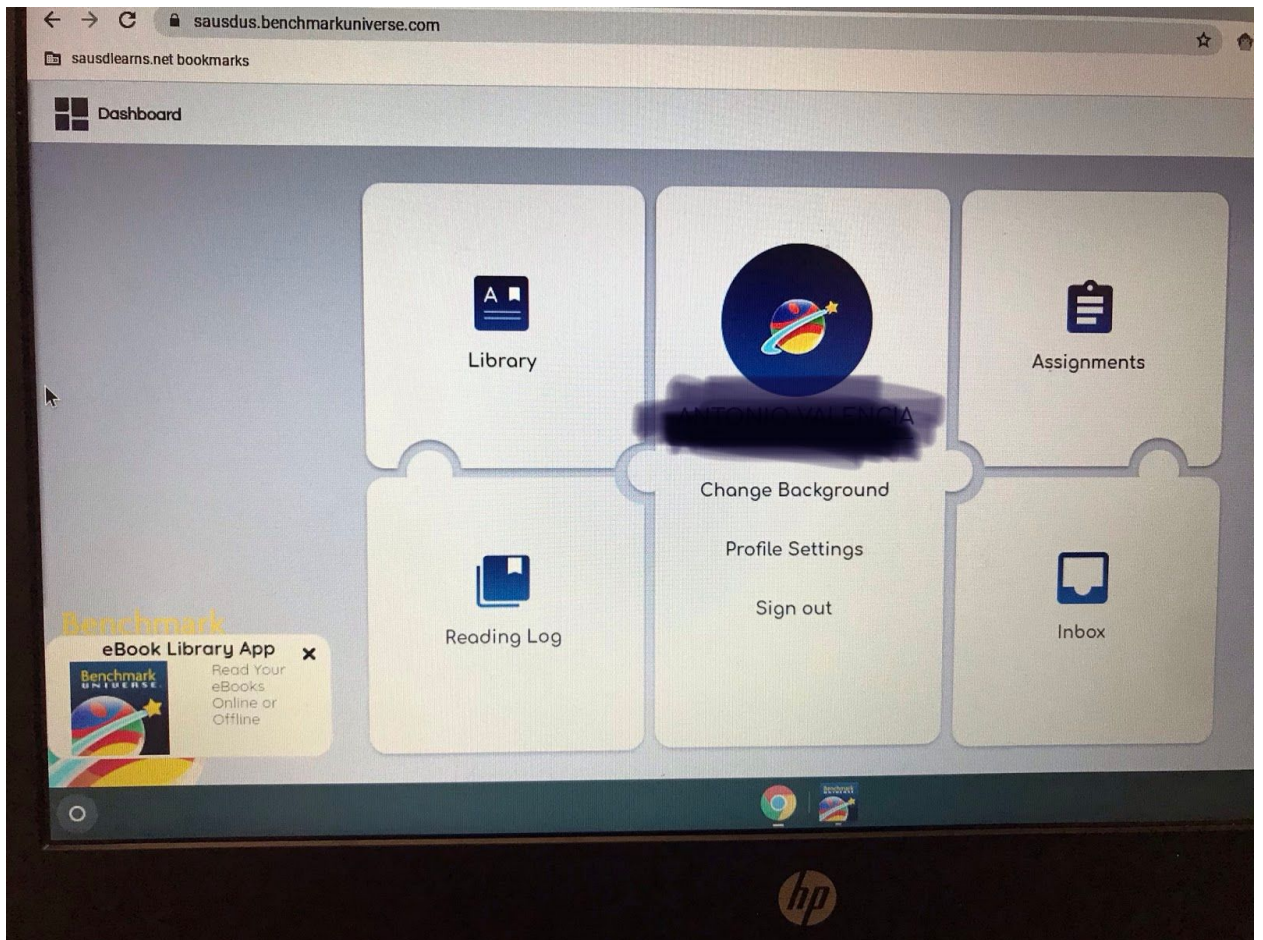 sausdus.benchmarkuniverse.com
sausdlearns.net bookmarks
Dashboard
A
Library
Assignments
Change Background
Profile Settings
Sign out
Reading Log
Inbox
Benchmark
eBook Library App
Benchmark
UNIVERSE
Read Your
eBooks
Online or
Offline
hp